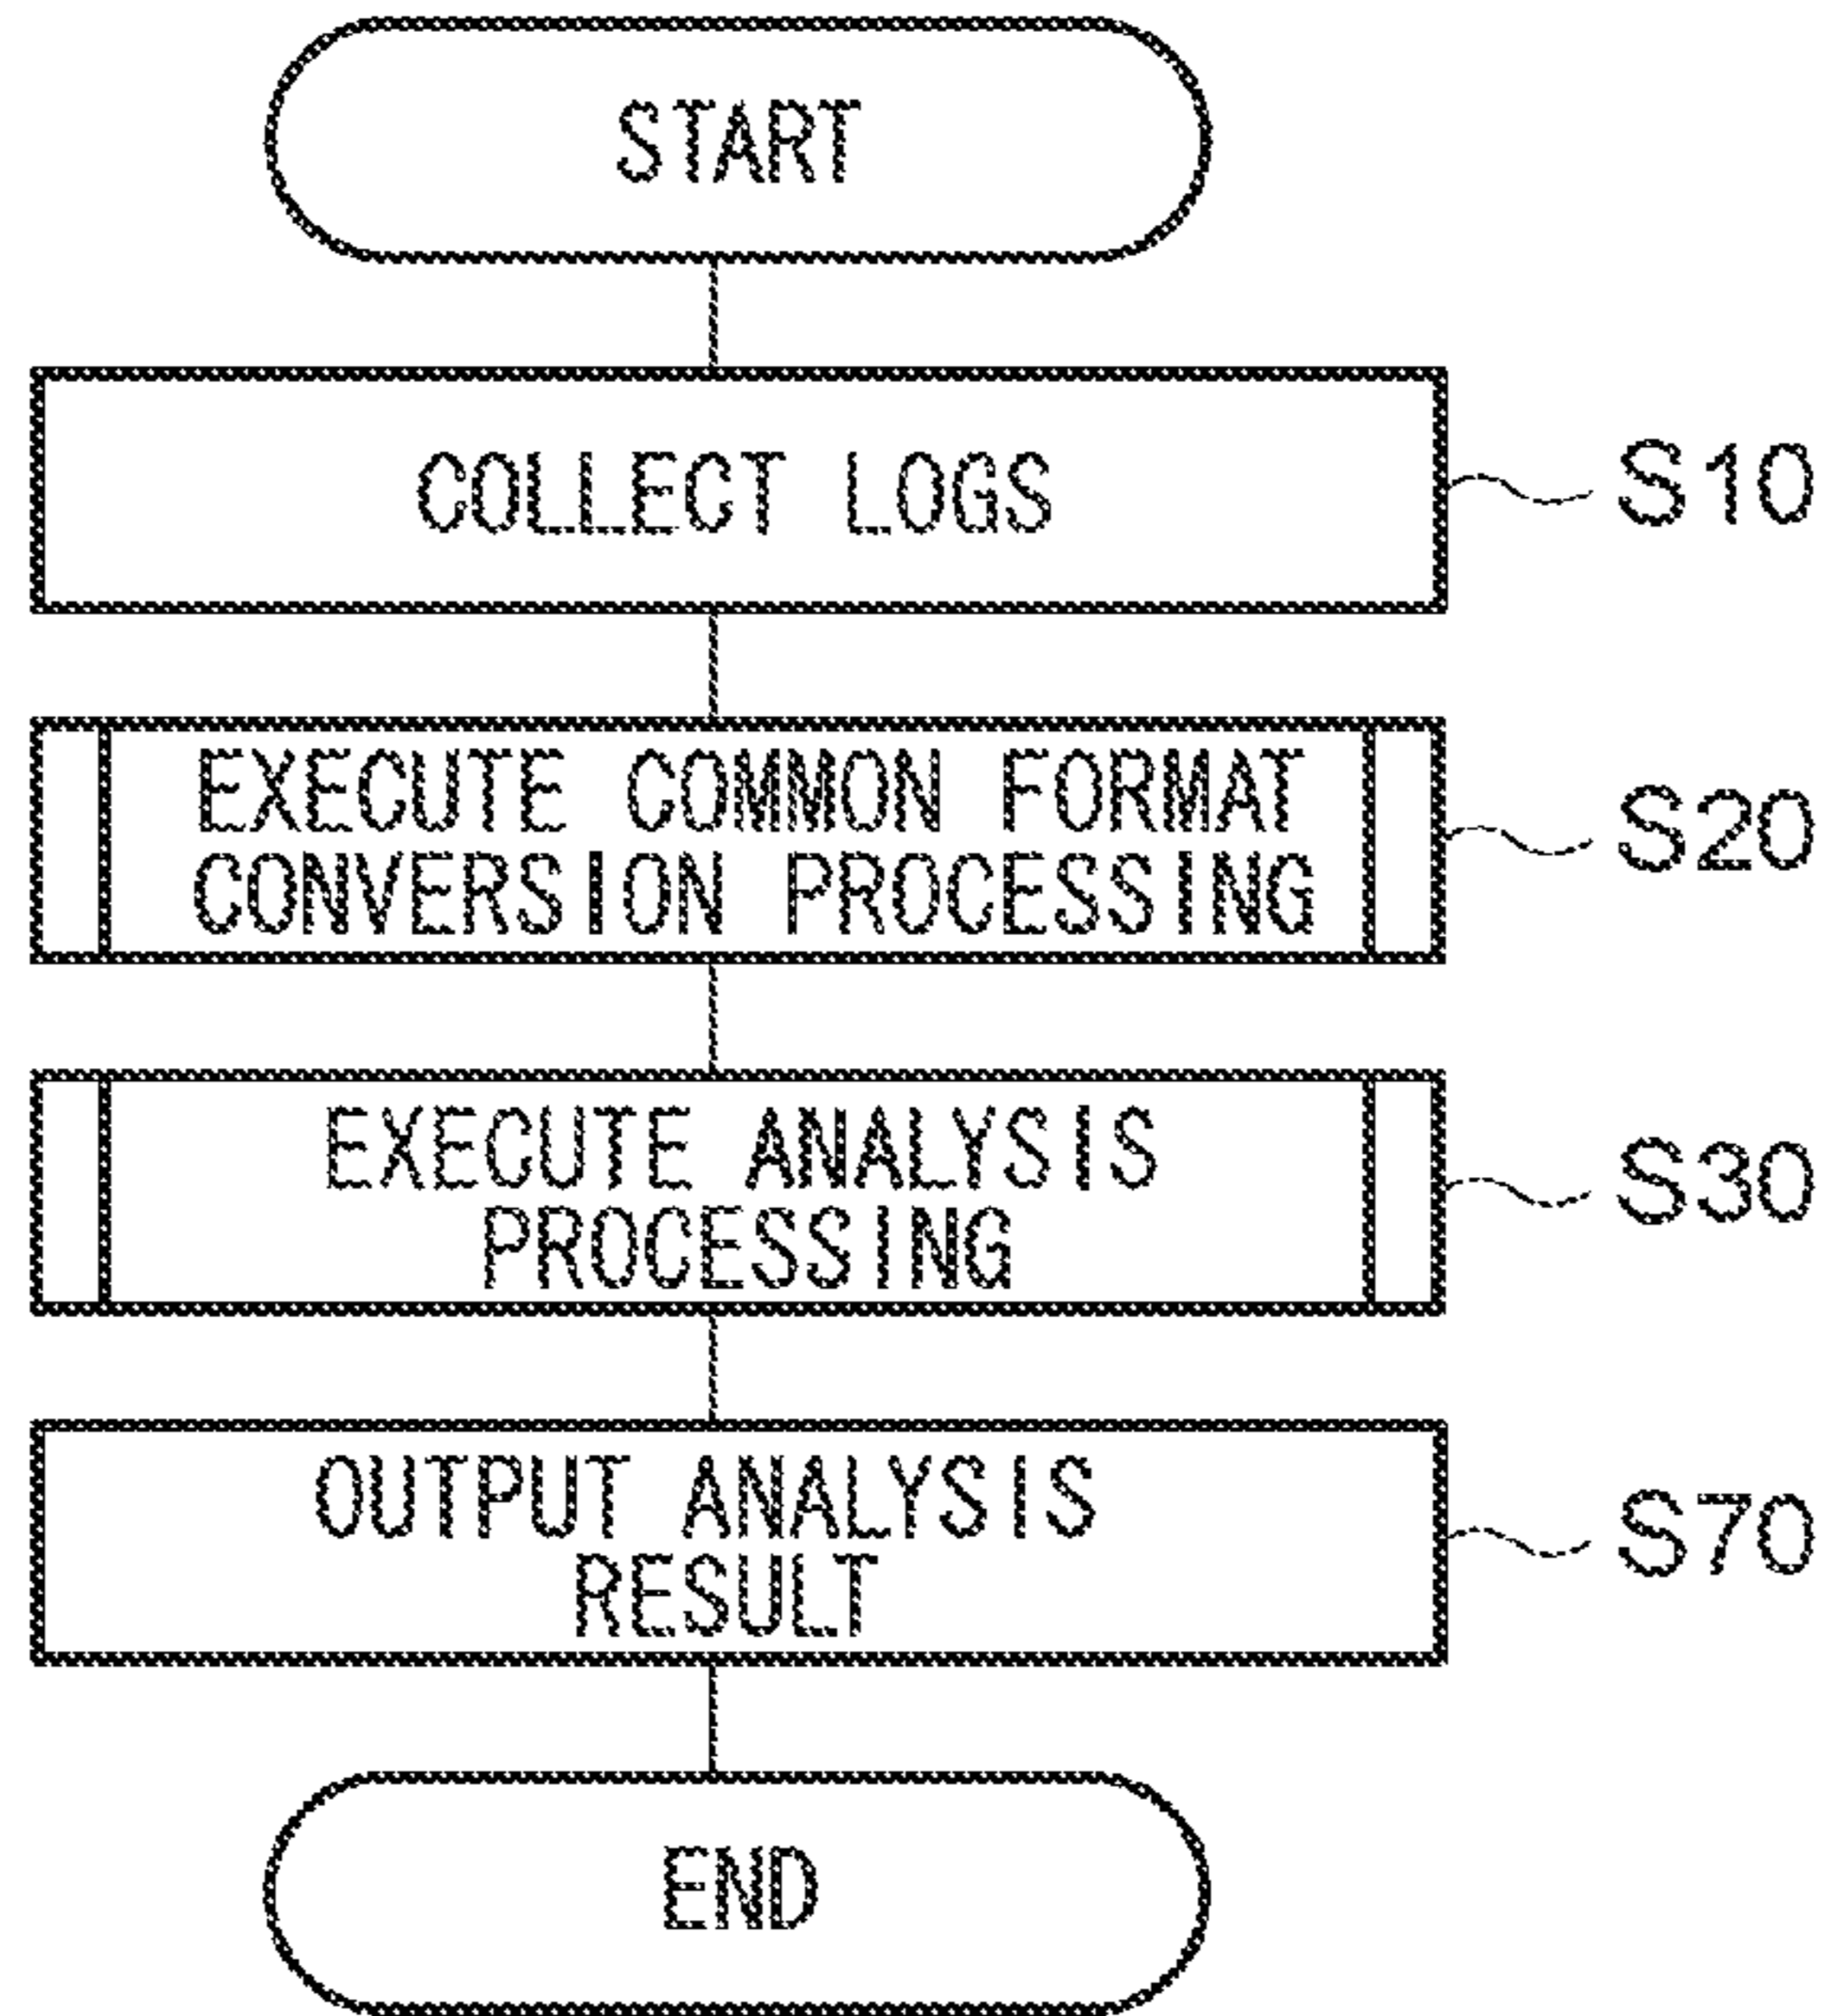 START
COLLECT LOGS
S10
EXECUTE COMMON FORMAT
CONVERSION PROCESSING
S20
EXECUTE ANALYSIS
PROCESSING
S30
OUTPUT ANALYSIS
RESULT
S70
END